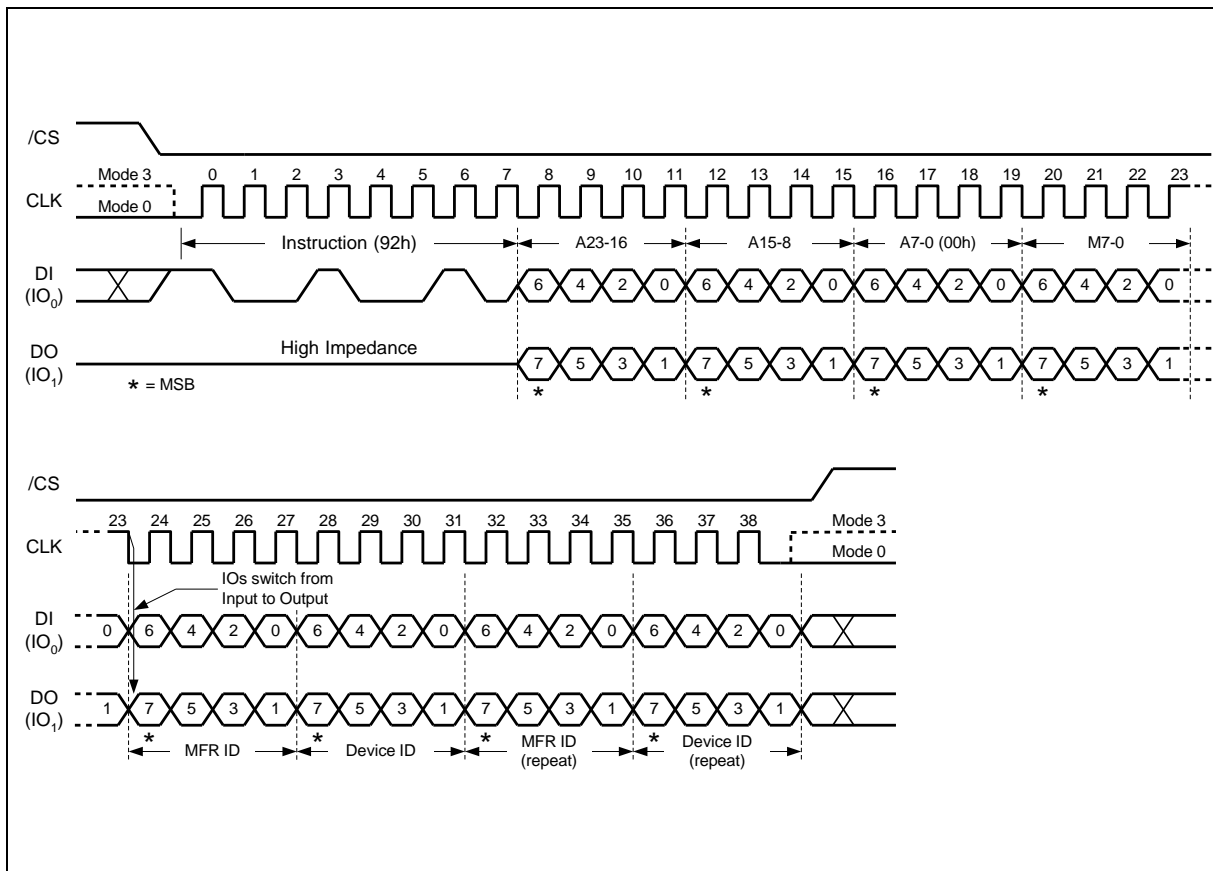 /CS
Mode 3 0 1 2 3 4 5 6 7 8 9 10 11 12 13 14 15 16 17 18 19 20 21 22 23
CLK Mode 0
Instruction (92h) A23-16 A15-8 A7-0 (00h) M7-0
DI
(IO0) 6 4 2 0 6 4 2 0 6 4 2 0 6 4 2 0
High Impedance
DO
(IO1) 7 5 3 1 7 5 3 1 7 5 3 1 7 5 3 1
* = MSB * * * *
/CS
23 24 25 26 27 28 29 30 31 32 33 34 35 36 37 38 Mode 3
CLK Mode 0
IOs switch from
Input to Output
DI
(IO0) 0 6 4 2 0 6 4 2 0 6 4 2 0 6 4 2 0
DO
(IO1) 1 7 5 3 1 7 5 3 1 7 5 3 1 7 5 3 1
* * * *
MFR ID Device ID MFR ID
(repeat) Device ID
(repeat)